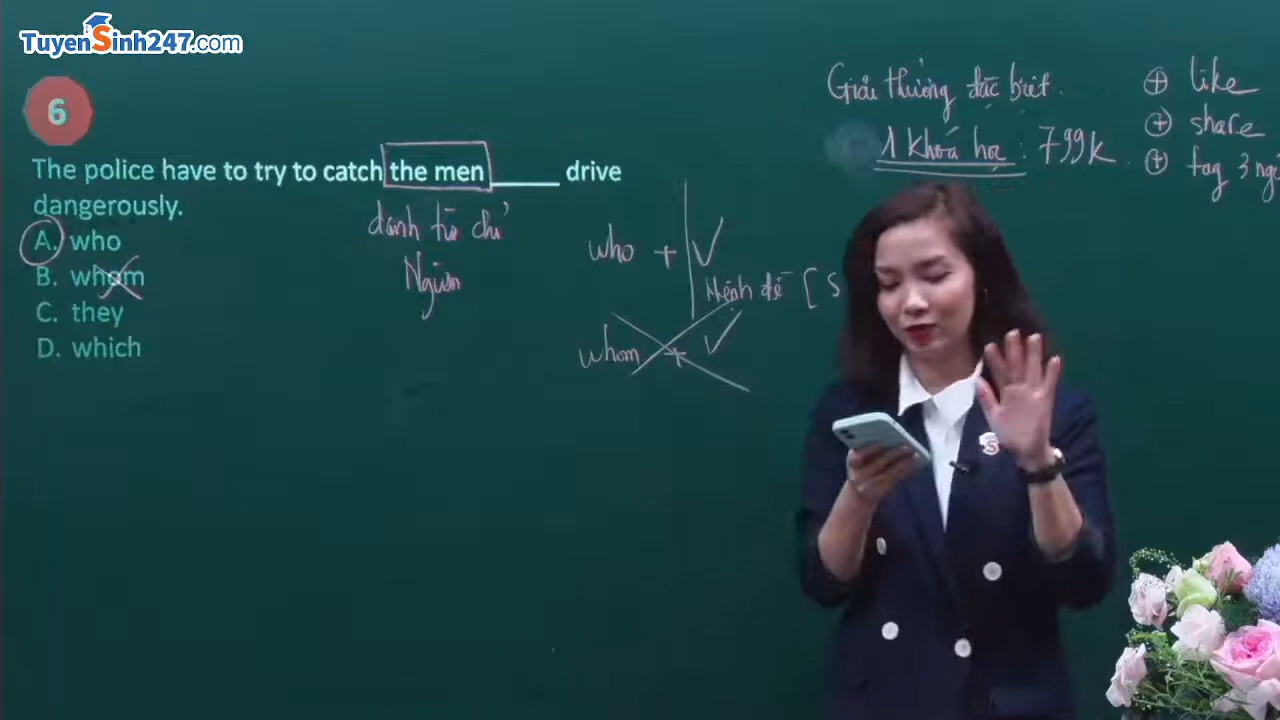 TuyenSinh247.com
6
The police have to try to catch the men _____ drive
dangerously.
A. who
B. whom
C. they
D. which
danh từ chỉ
Người
who + V
Mệnh đề [S
whom + V
Giải thưởng đặc biệt.
1 khoá học : 799k.
+ like
+ share
+ tag 3